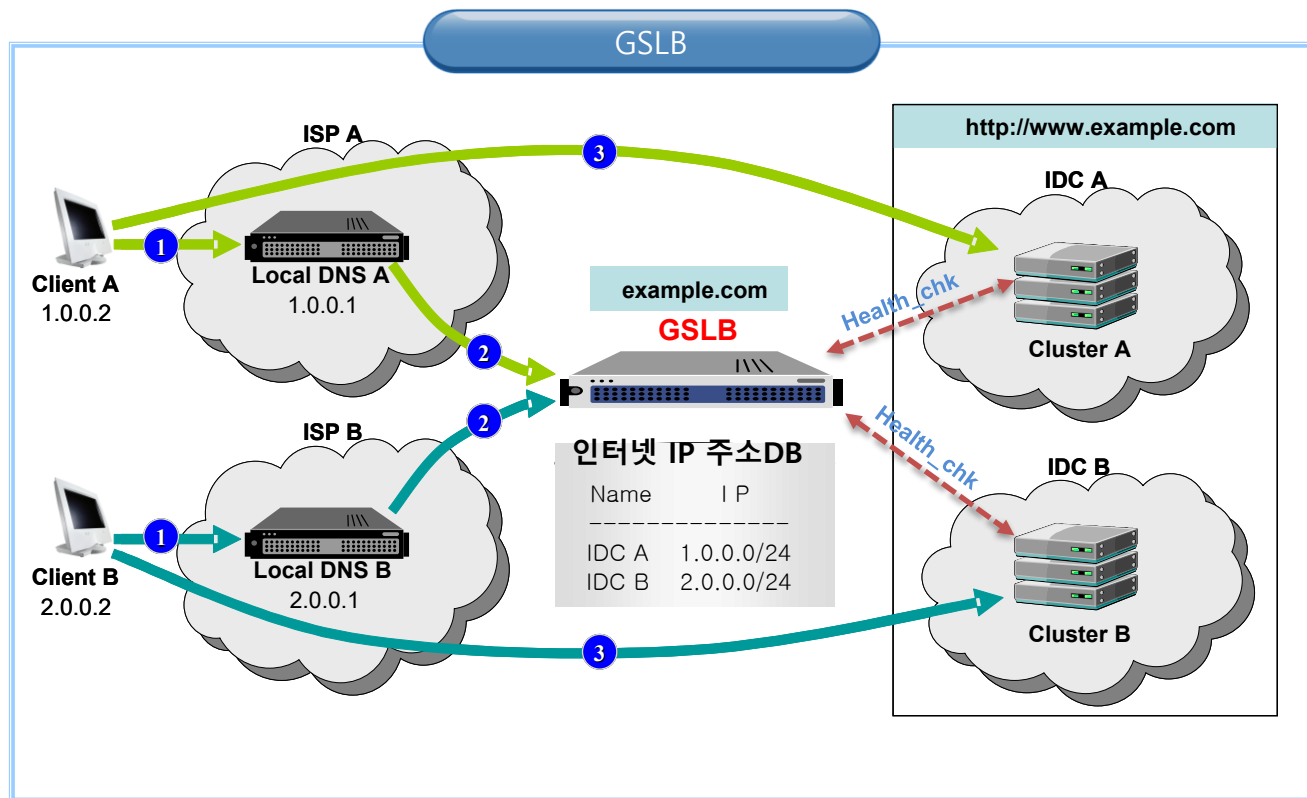 GSLB
ISP A
3
http://www.example.com
IDC A
1
Client A
1.0.0.2
Local DNS A
1.0.0.1
2
example.com
GSLB
Health_chk
Cluster A
ISP B
2
인터넷 IP 주소DB
Name I P
--------------
IDC A 1.0.0.0/24
IDC B 2.0.0.0/24
Health_chk
IDC B
1
Client B
2.0.0.2
Local DNS B
2.0.0.1
3
Cluster B